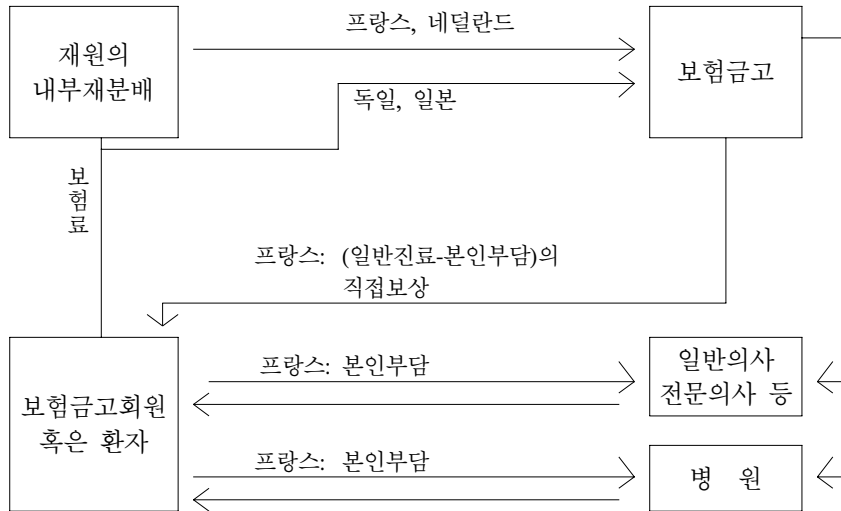 재원의
내부재분배
프랑스, 네덜란드
보험금고
독일, 일본
보험료
프랑스: (일반진료-본인부담)의
직접보상
보험금고회원
혹은 환자
프랑스: 본인부담
일반의사
전문의사 등
프랑스: 본인부담
병 원